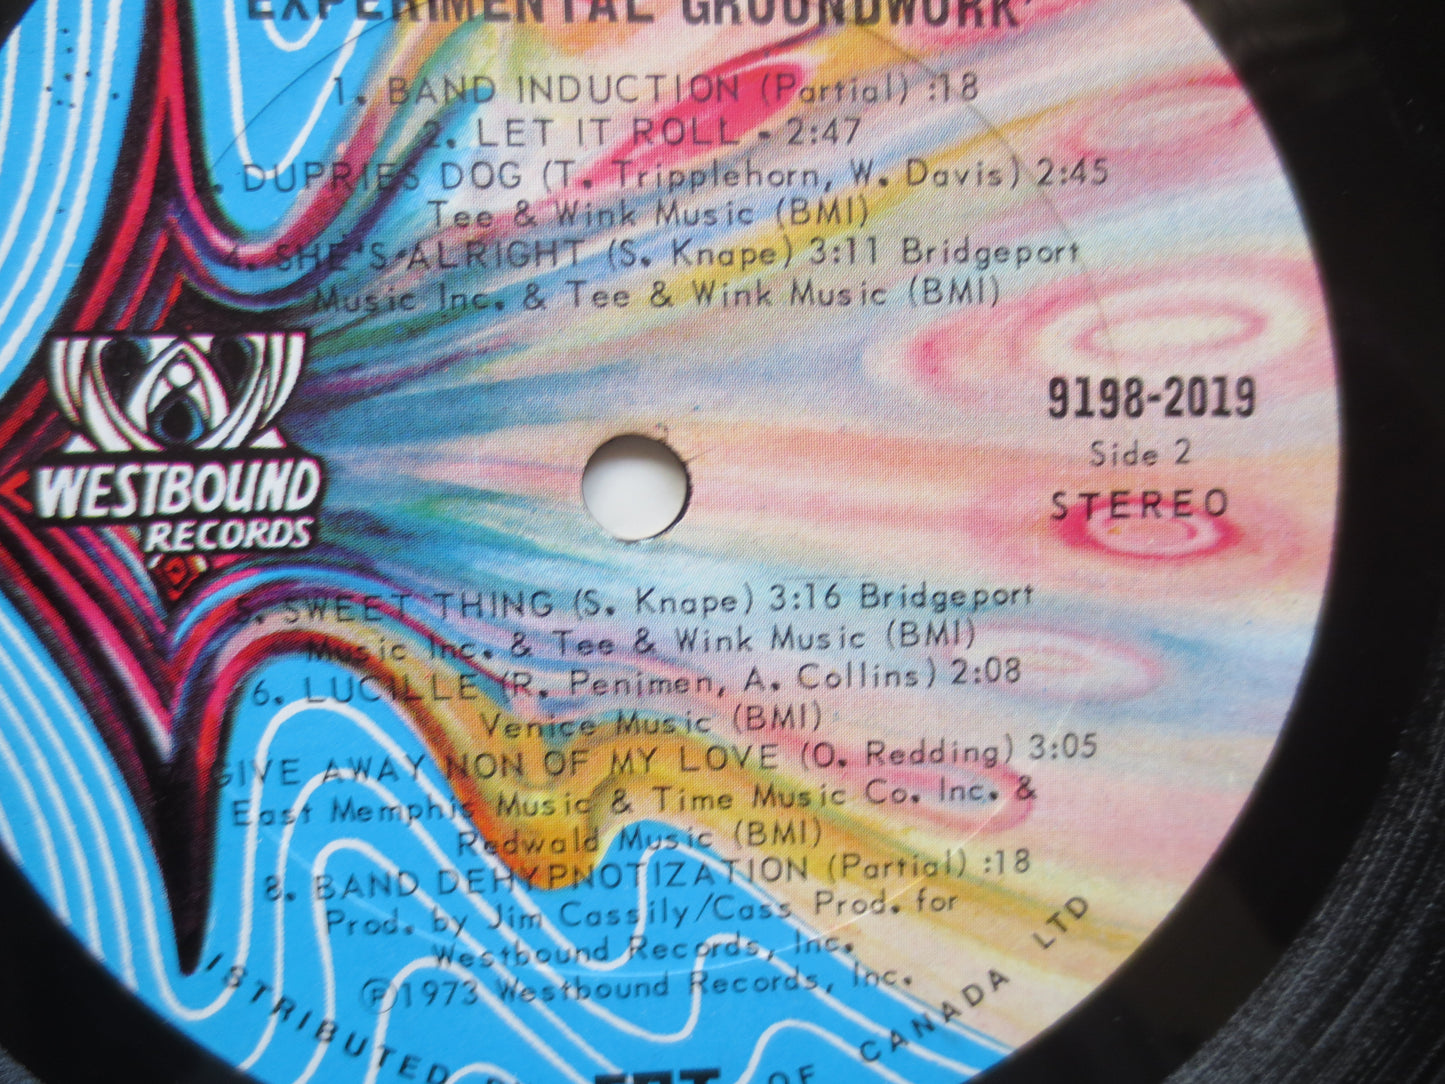 EXPERIMENTAL GROUNDWORK
1. BAND INDUCTION (Partial) :18
2. LET IT ROLL - 2:47
. DUPRIES DOG (T. Tripplehorn, W. Davis) 2:45
Tee & Wink Music (BMI)
4. SHE'S ALRIGHT (S. Knape) 3:11 Bridgeport
Music Inc. & Tee & Wink Music (BMI)
9198-2019
Side 2
STEREO
WESTBOUND
RECORDS
5. SWEET THING (S. Knape) 3:16 Bridgeport
Music Inc. & Tee & Wink Music (BMI)
6. LUCILLE (R. Penimen, A. Collins) 2:08
Venice Music (BMI)
GIVE AWAY NON OF MY LOVE (O. Redding) 3:05
East Memphis Music & Time Music Co. Inc. &
Redwald Music (BMI)
8. BAND DEHYPNOTIZATION (Partial) :18
Prod. by Jim Cassily/Cass Prod. for
Westbound Records, Inc.
Ⓟ1973 Westbound Records, Inc.
ISTRIBUTED OF CANADA LTD